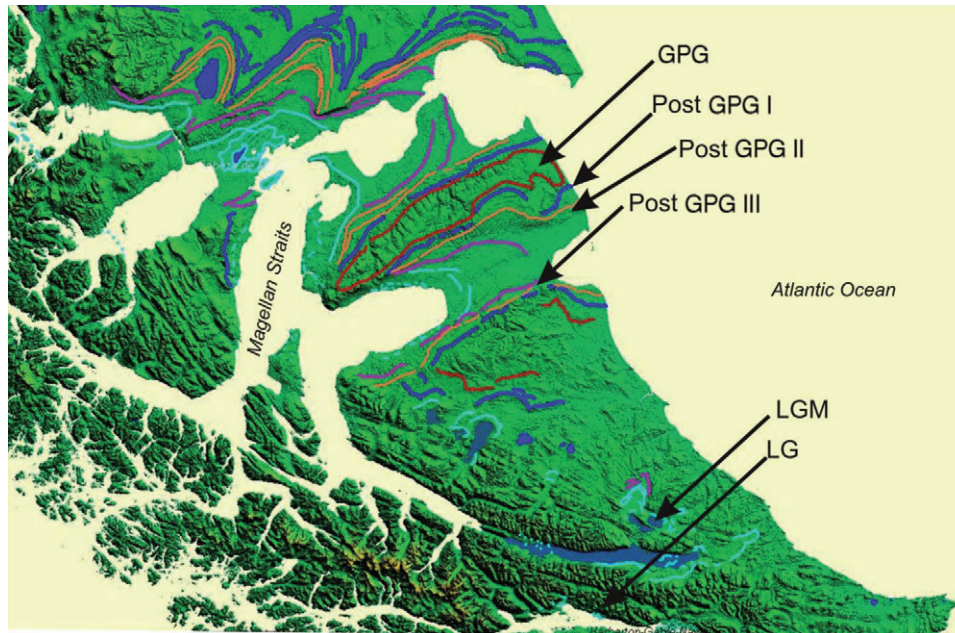 GPG
Post GPG I
Post GPG II
Post GPG III
Magellan Straits
Atlantic Ocean
LGM
LG